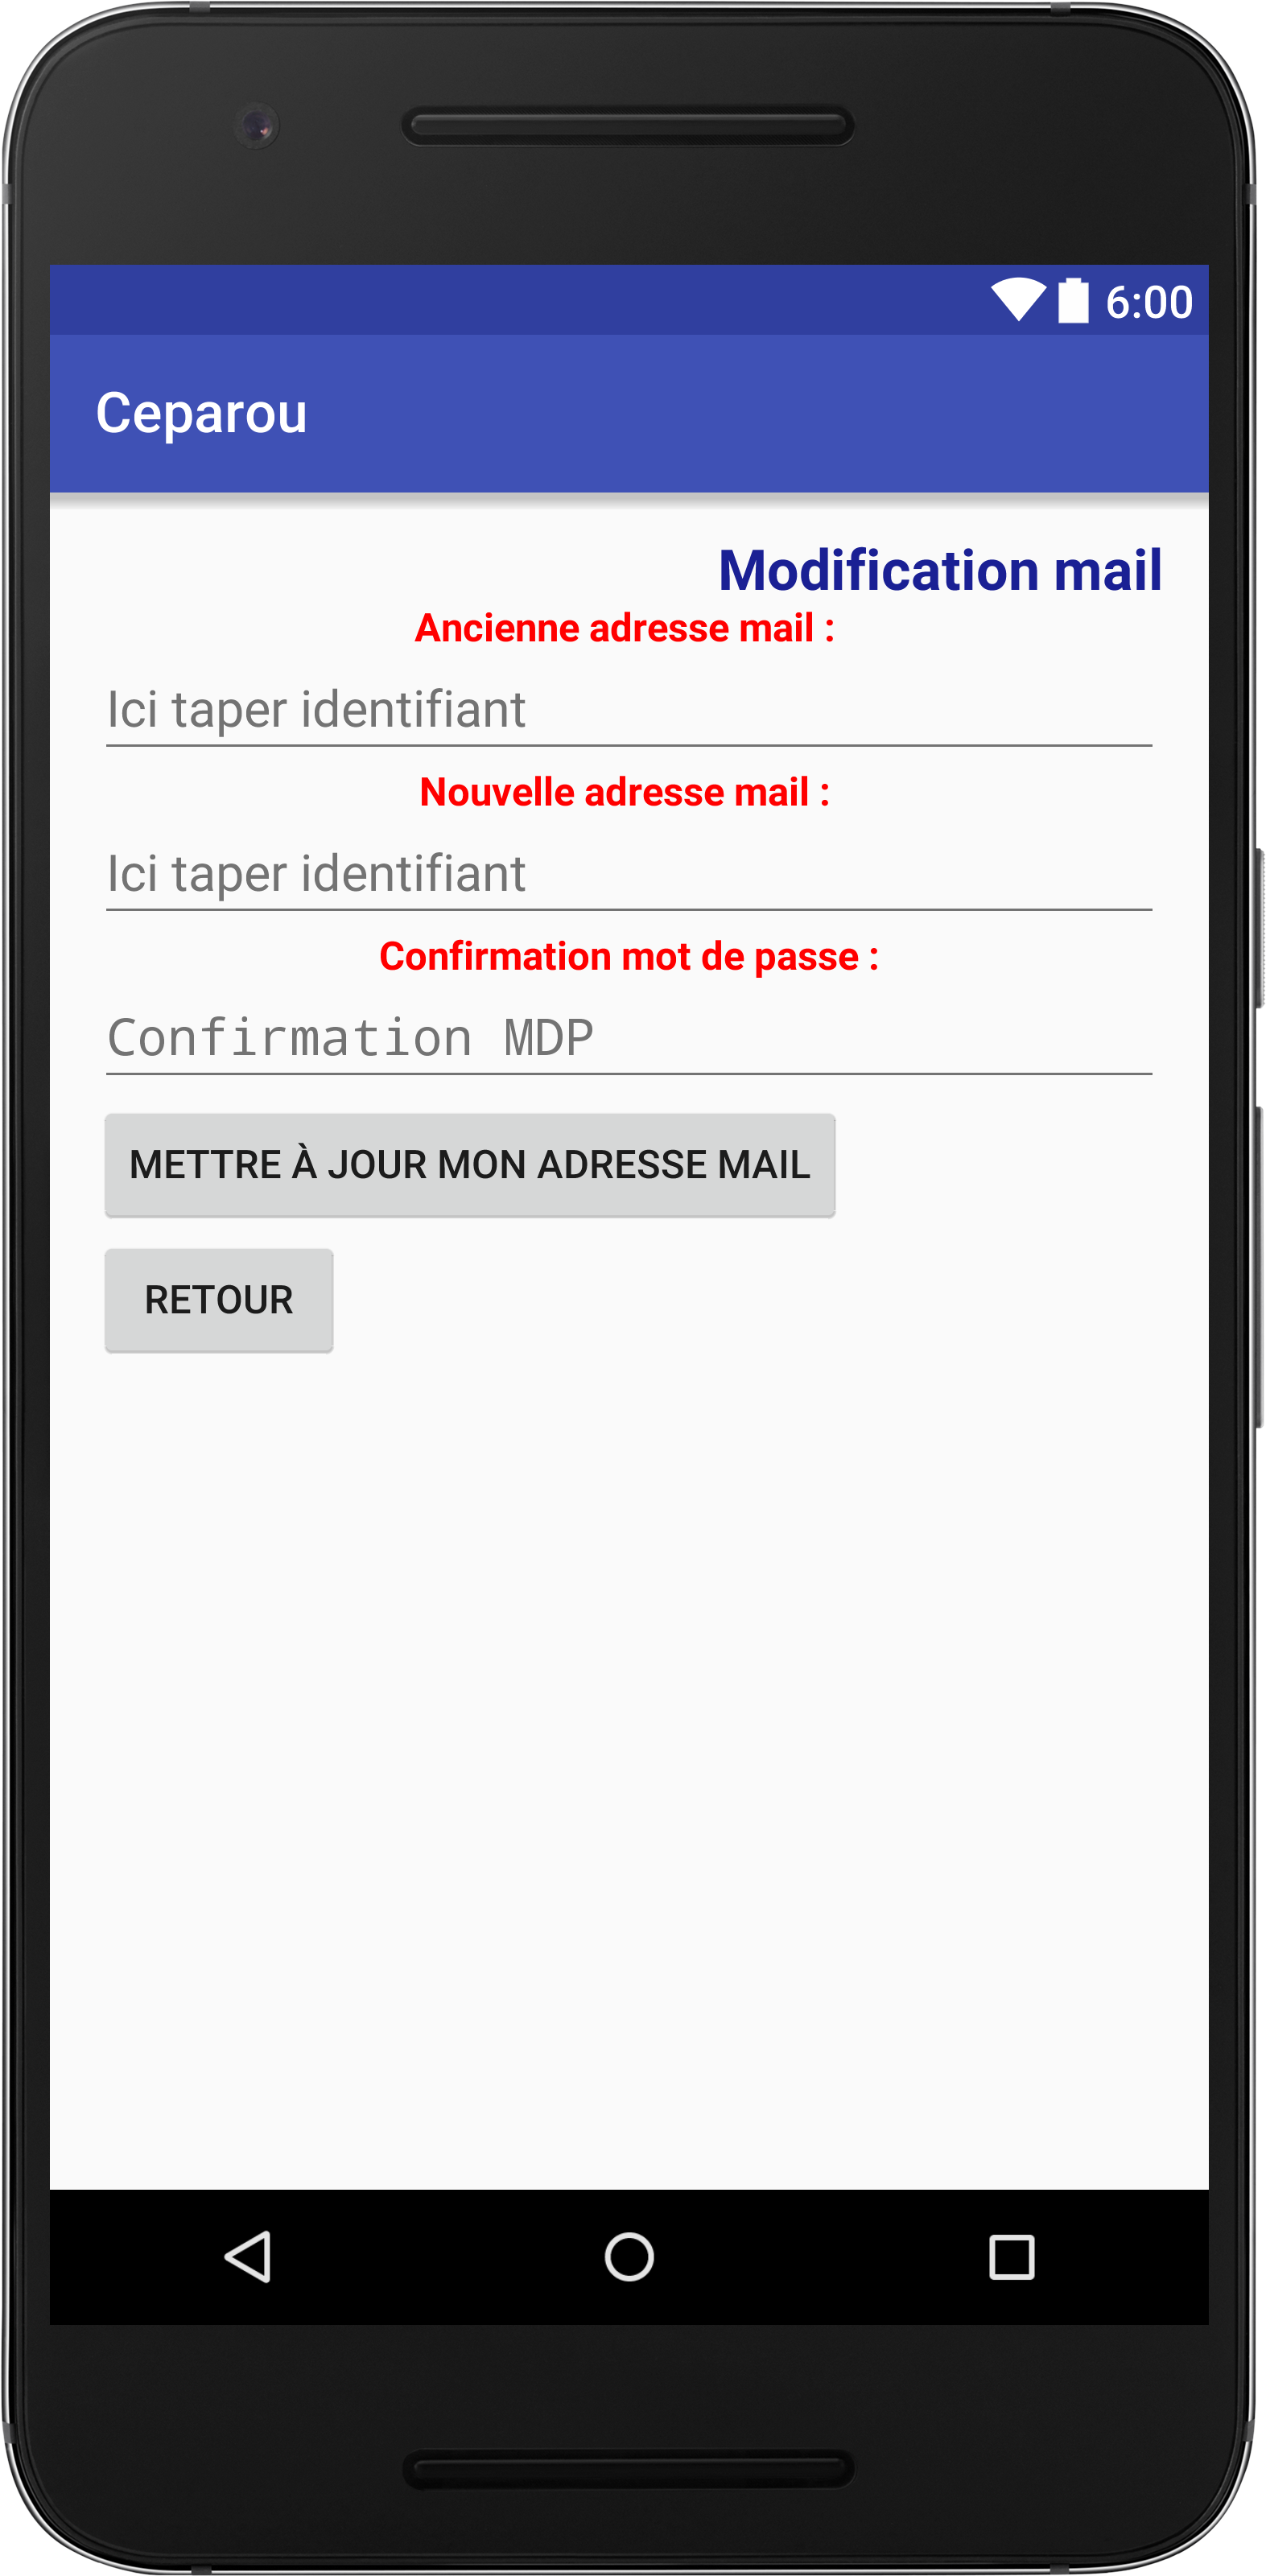 6:00
Ceparou
Modification mail
Ancienne adresse mail :
Ici taper identifiant
Nouvelle adresse mail :
Ici taper identifiant
Confirmation mot de passe :
Confirmation MDP
METTRE À JOUR MON ADRESSE MAIL
RETOUR